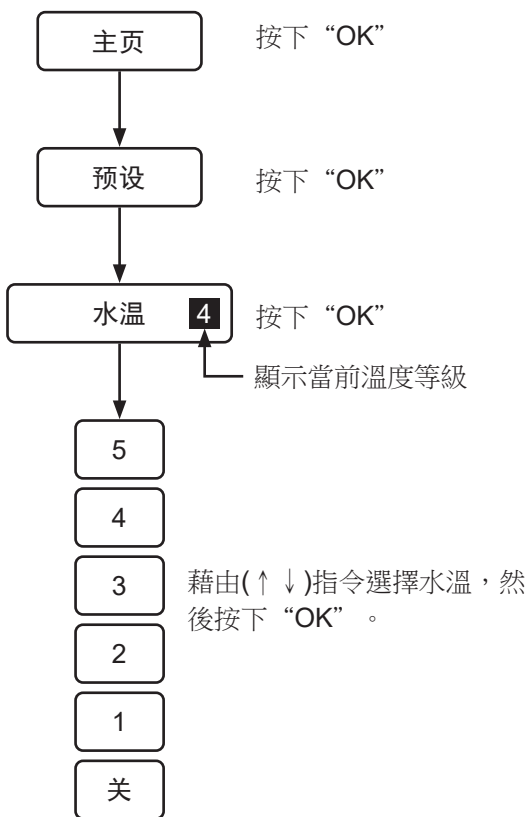 主页 按下“OK”
预设 按下“OK”
水温 4 按下“OK”
顯示當前溫度等級
5
4
3
藉由(↑↓)指令選擇水溫，然
後按下“OK”。
2
1
关